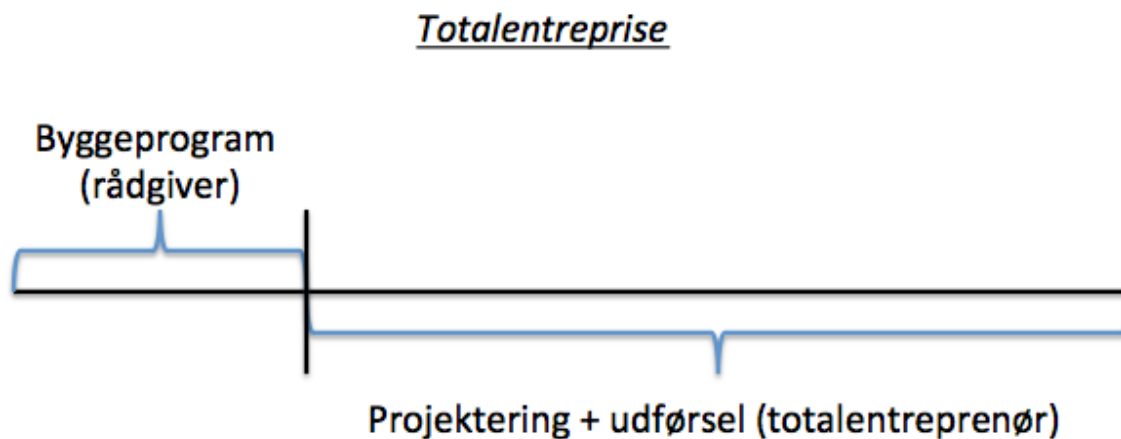 Totalentreprise
Byggeprogram
(rådgiver)
Projektering + udførsel (totalentreprenør)